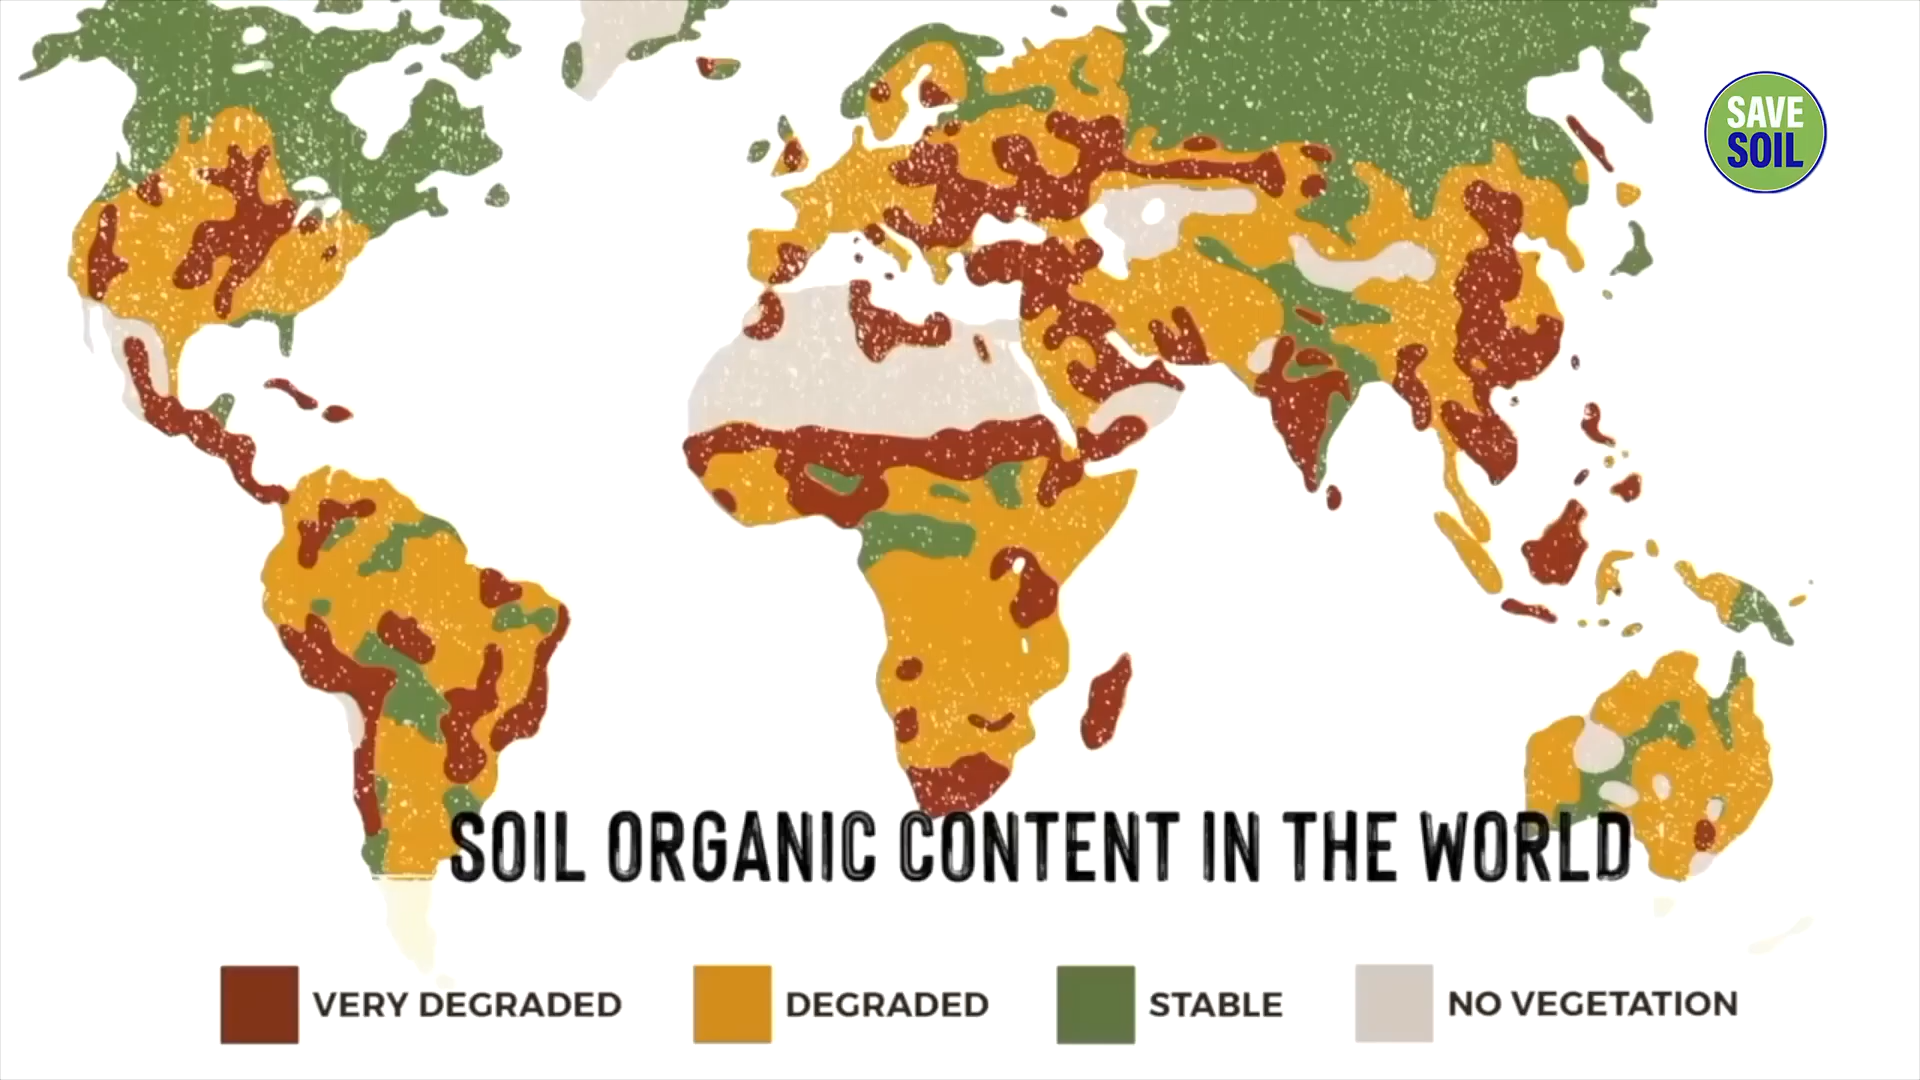 SAVE
SOIL
SOIL ORGANIC CONTENT IN THE WORLD
VERY DEGRADED
DEGRADED
STABLE
NO VEGETATION